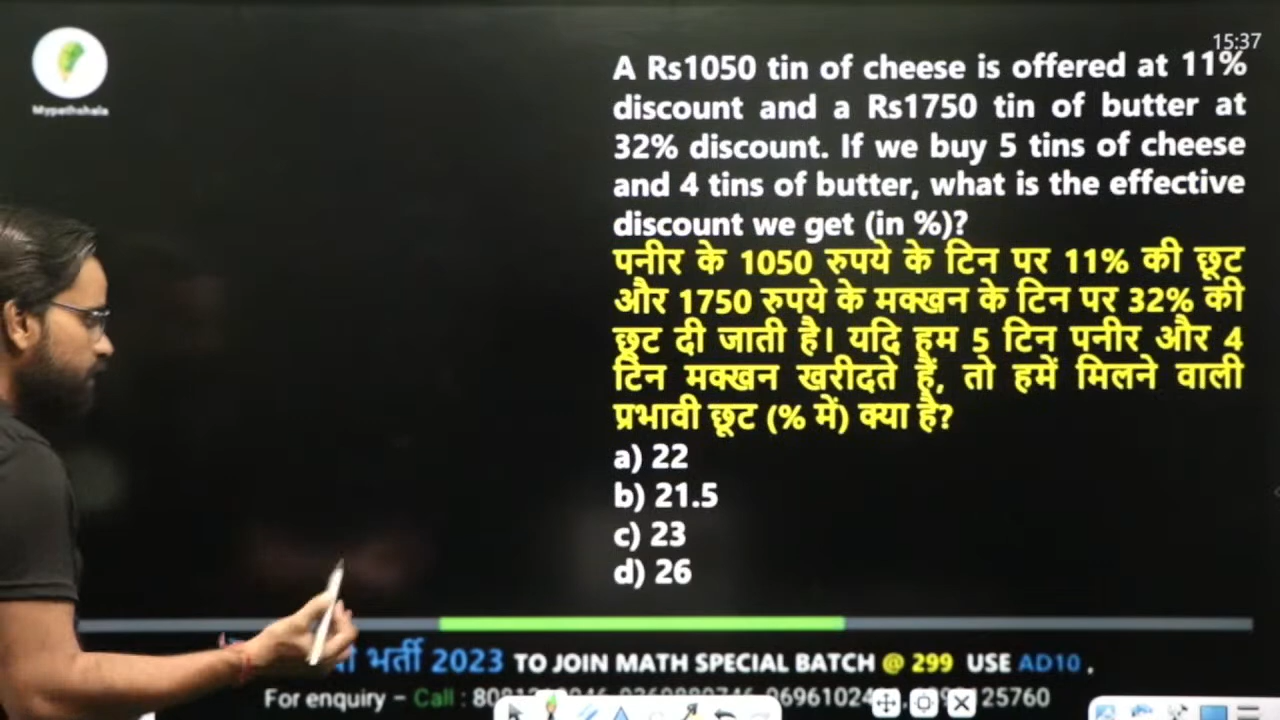 15:37
Mypathshala
A Rs1050 tin of cheese is offered at 11%
discount and a Rs1750 tin of butter at
32% discount. If we buy 5 tins of cheese
and 4 tins of butter, what is the effective
discount we get (in %)?
पनीर के 1050 रुपये के टिन पर 11% की छूट
और 1750 रुपये के मक्खन के टिन पर 32% की
छूट दी जाती है। यदि हम 5 टिन पनीर और 4
टिन मक्खन खरीदते हैं, तो हमें मिलने वाली
प्रभावी छूट (% में) क्या है?
a) 22
b) 21.5
c) 23
d) 26
भर्ती 2023 TO JOIN MATH SPECIAL BATCH @ 299 USE AD10 .
For enquiry – Call :